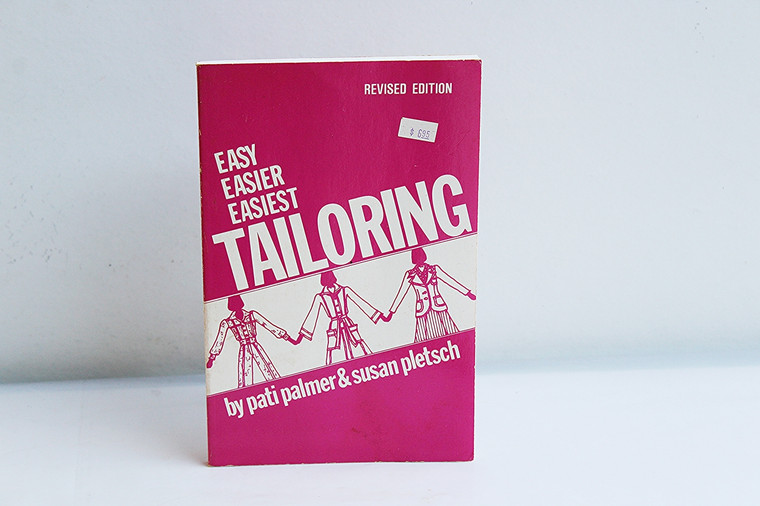 REVISED EDITION
$ 6.95
EASY
EASIER
EASIEST
TAILORING
by pati palmer & susan pletsch